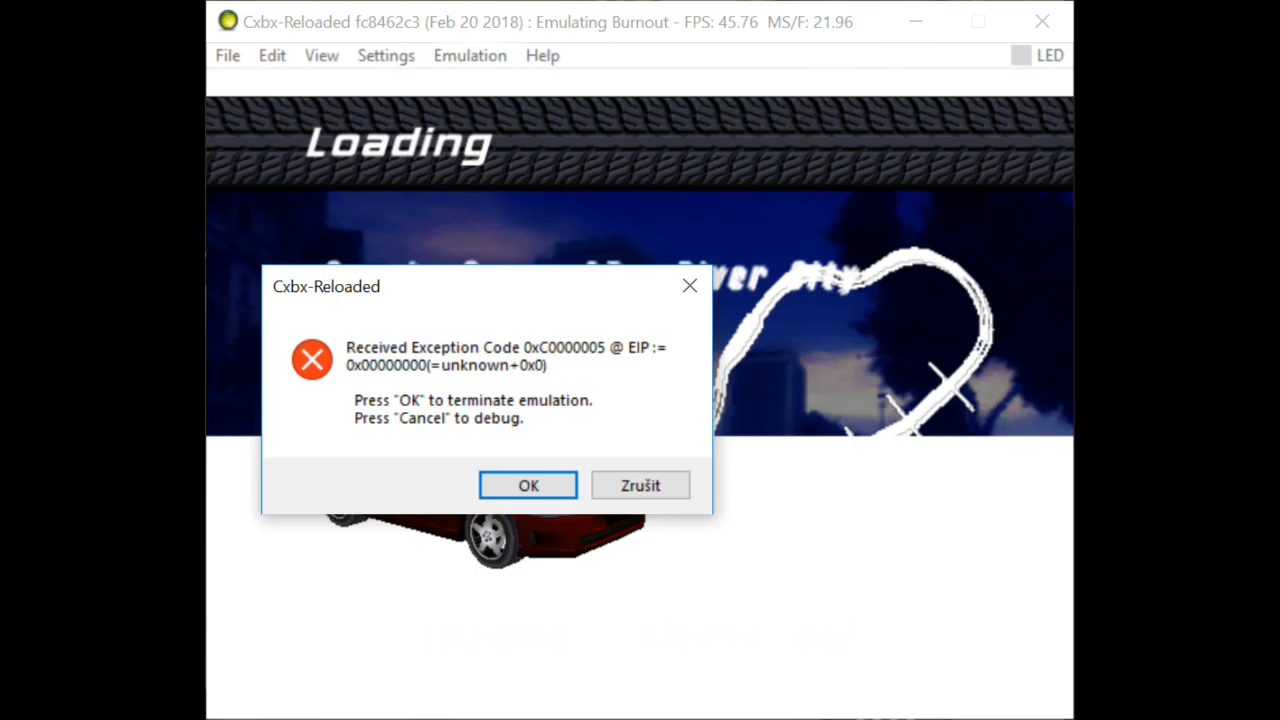 Cxbx-Reloaded fc8462c3 (Feb 20 2018) : Emulating Burnout - FPS: 45.76 MS/F: 21.96
File Edit View Settings Emulation Help LED
Loading
River City
Cxbx-Reloaded
Received Exception Code 0xC0000005 @ EIP :=
0x00000000(=unknown+0x0)
Press "OK" to terminate emulation.
Press "Cancel" to debug.
OK Zrušit